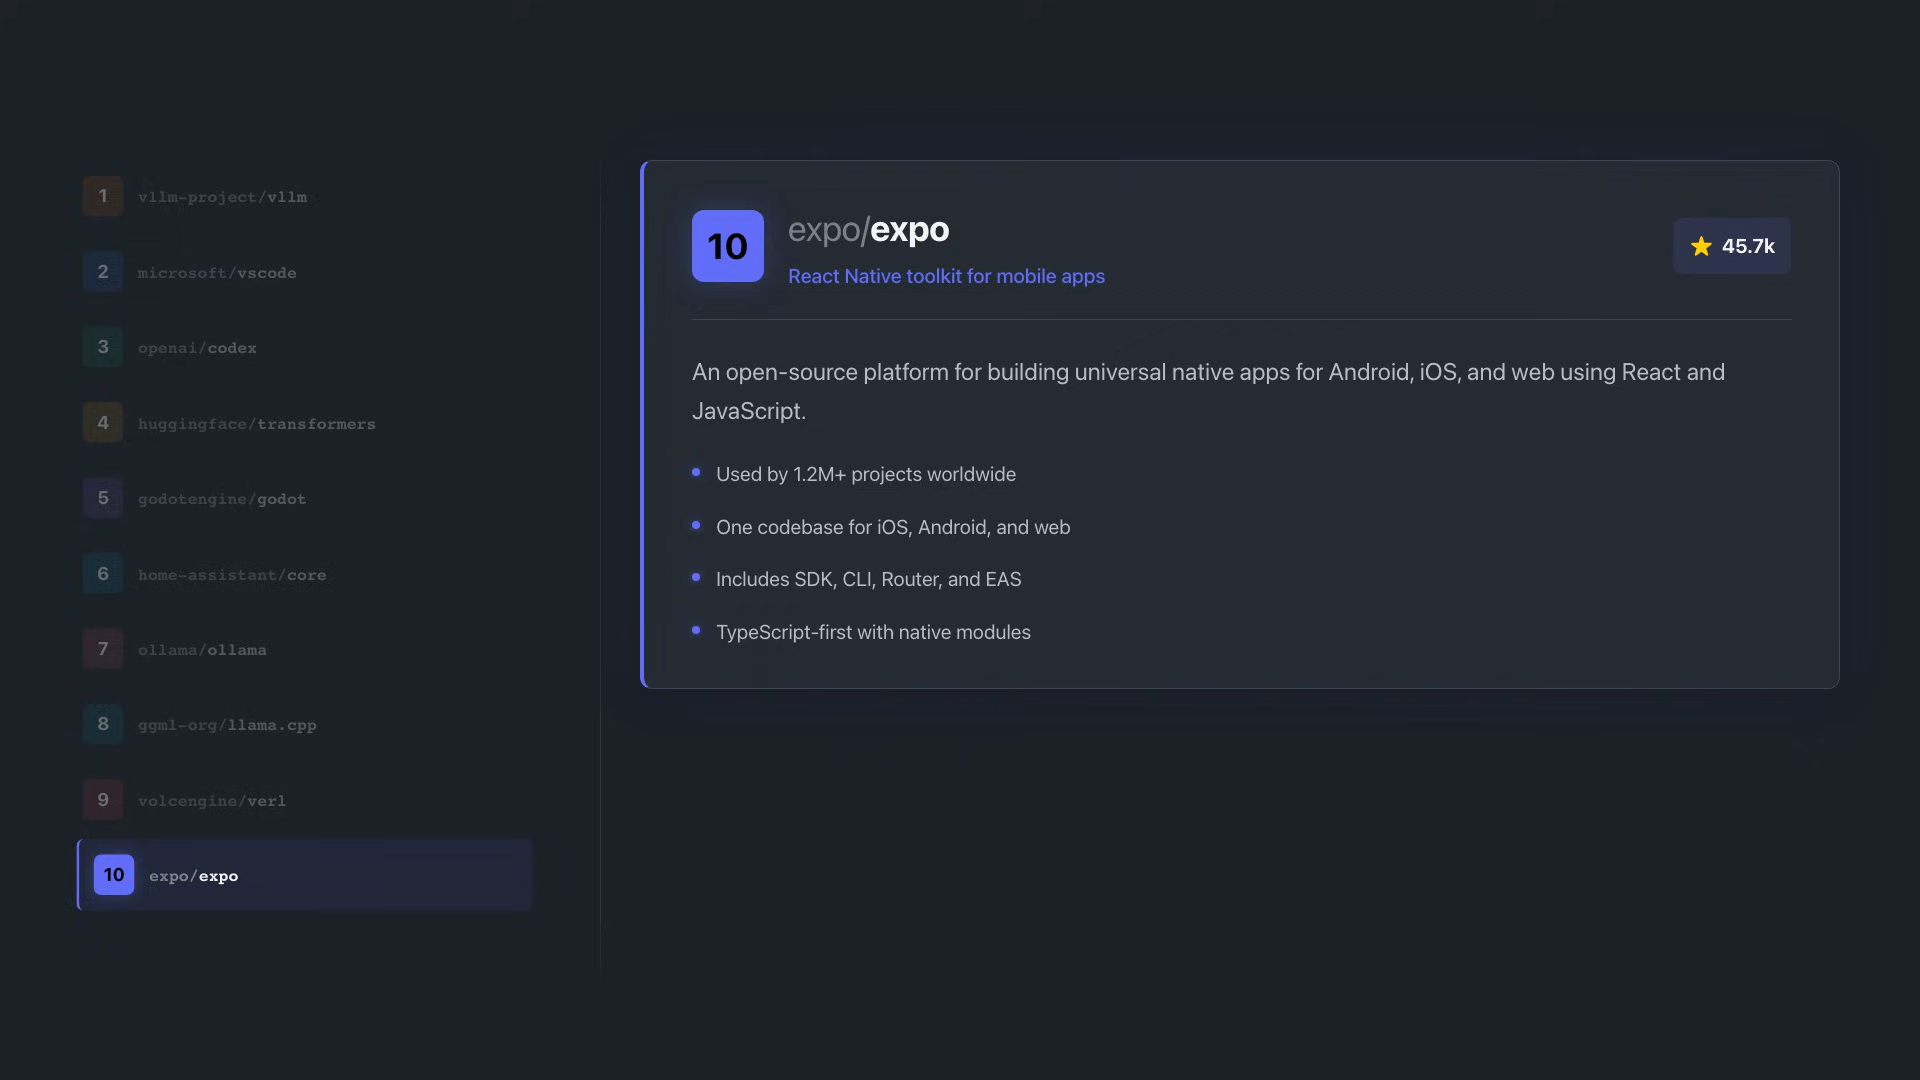 1 vllm-project/vllm
2 microsoft/vscode
3 openai/codex
4 huggingface/transformers
5 godotengine/godot
6 home-assistant/core
7 ollama/ollama
8 ggml-org/llama.cpp
9 volcengine/verl
10 expo/expo
10 expo/expo
React Native toolkit for mobile apps
45.7k
An open-source platform for building universal native apps for Android, iOS, and web using React and
JavaScript.
Used by 1.2M+ projects worldwide
One codebase for iOS, Android, and web
Includes SDK, CLI, Router, and EAS
TypeScript-first with native modules